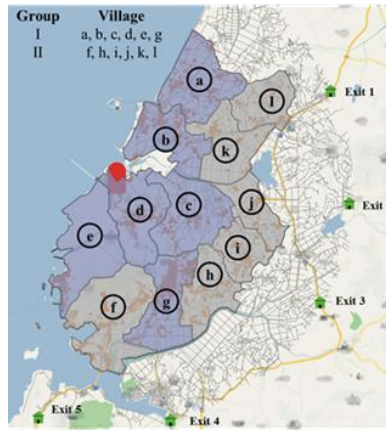 Group Village
I a, b, c, d, e, g
II f, h, i, j, k, l
a
l
Exit 1
b
k
d
c
j
Exit
e
i
h
f
g
Exit 3
Exit 5
Exit 4